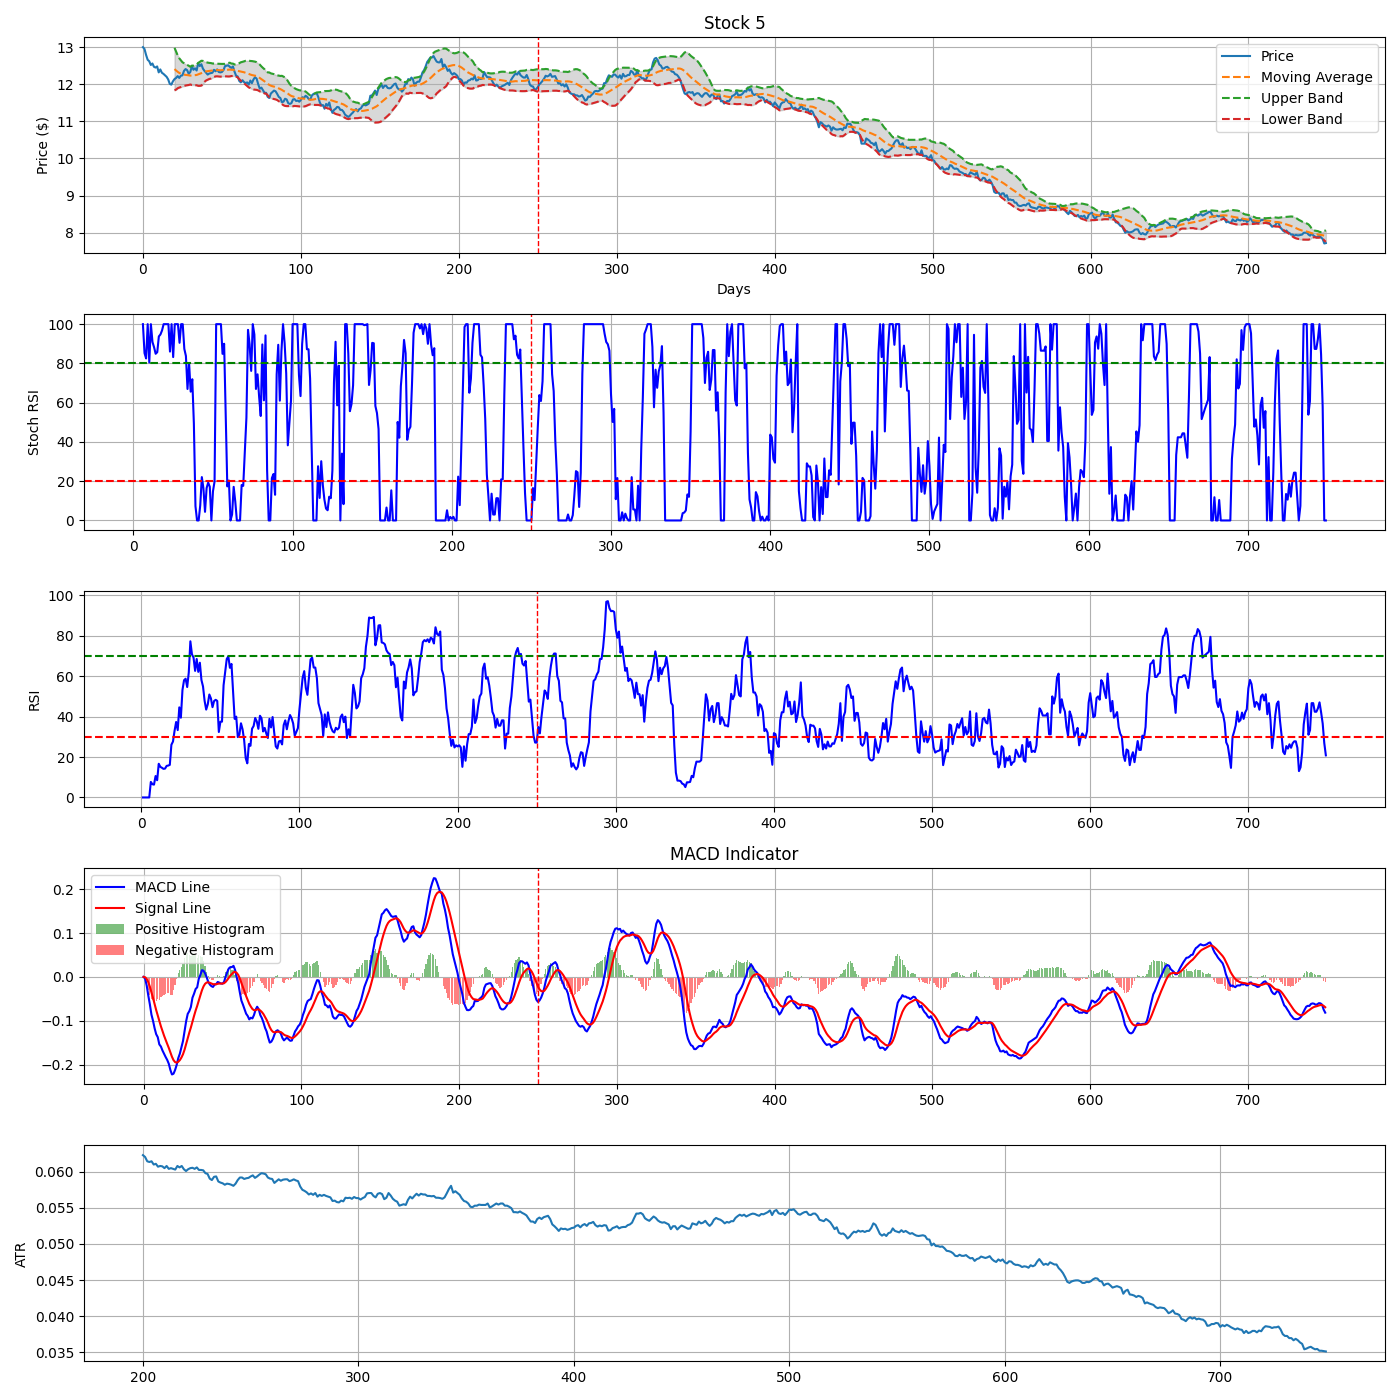 Stock 5
13
12
11
10
9
8
Price ($)
Price
Moving Average
Upper Band
Lower Band
0 100 200 300 400 500 600 700
Days
100
80
60
40
20
0
Stoch RSI
0 100 200 300 400 500 600 700
100
80
60
40
20
0
RSI
0 100 200 300 400 500 600 700
MACD Indicator
0.2
0.1
0.0
−0.1
−0.2
MACD Line
Signal Line
Positive Histogram
Negative Histogram
0 100 200 300 400 500 600 700
0.060
0.055
0.050
0.045
0.040
0.035
ATR
200 300 400 500 600 700